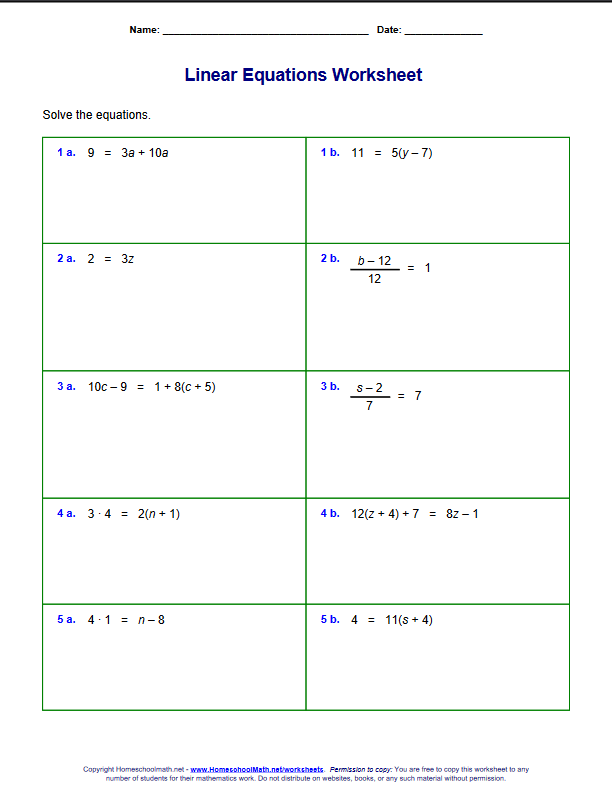 Name: ___________________________________ Date: _____________
Linear Equations Worksheet
Solve the equations.
1 a. 9 = 3a + 10a
1 b. 11 = 5(y – 7)
2 a. 2 = 3z
2 b. b – 12
12
= 1
3 a. 10c – 9 = 1 + 8(c + 5)
3 b. s – 2
7
= 7
4 a. 3 · 4 = 2(n + 1)
4 b. 12(z + 4) + 7 = 8z – 1
5 a. 4 · 1 = n – 8
5 b. 4 = 11(s + 4)
Copyright Homeschoolmath.net - www.HomeschoolMath.net/worksheets. Permission to copy: You are free to copy this worksheet to any
number of students for their mathematics work. Do not distribute on websites, books, or any such material without permission.